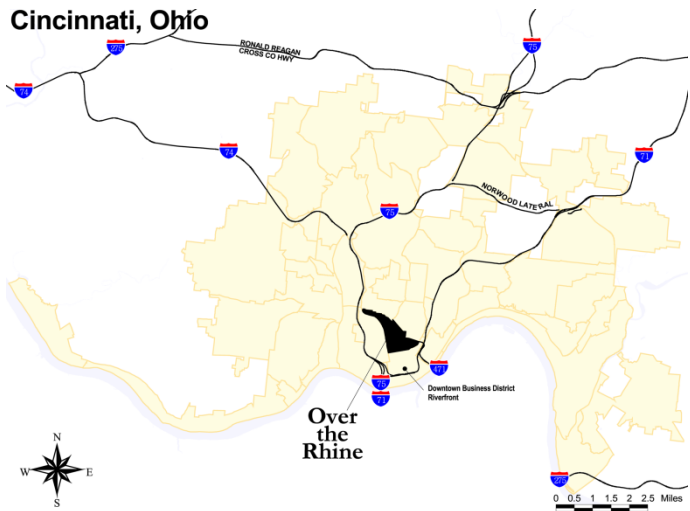 Cincinnati, Ohio
75
275
RONALD REAGAN
CROSS CO HWY
74
74
71
NORWOOD LATERAL
75
471
75
Downtown Business District
Riverfront
71
Over
the
Rhine
N
W E
S
275
0 0.5 1 1.5 2 2.5 Miles